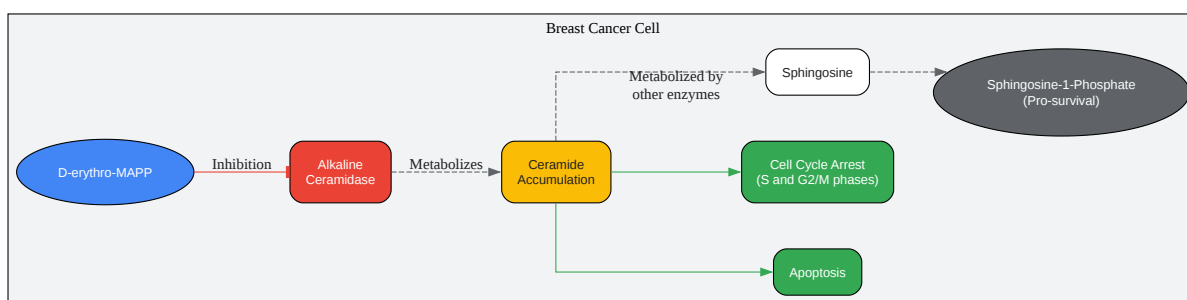 Breast Cancer Cell
Metabolized by
other enzymes
Sphingosine
Sphingosine-1-Phosphate
(Pro-survival)
D-erythro-MAPP
Inhibition
Alkaline
Ceramidase
Metabolizes
Ceramide
Accumulation
Cell Cycle Arrest
(S and G2/M phases)
Apoptosis